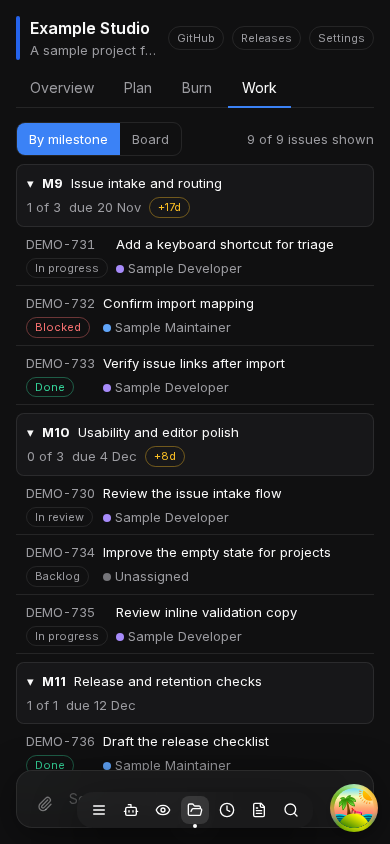 Example Studio
A sample project f…
GitHub
Releases
Settings
Overview
Plan
Burn
Work
By milestone
Board
9 of 9 issues shown
▾ M9 Issue intake and routing
1 of 3 due 20 Nov +17d
DEMO-731 Add a keyboard shortcut for triage
In progress Sample Developer
DEMO-732 Confirm import mapping
Blocked Sample Maintainer
DEMO-733 Verify issue links after import
Done Sample Developer
▾ M10 Usability and editor polish
0 of 3 due 4 Dec +8d
DEMO-730 Review the issue intake flow
In review Sample Developer
DEMO-734 Improve the empty state for projects
Backlog Unassigned
DEMO-735 Review inline validation copy
In progress Sample Developer
▾ M11 Release and retention checks
1 of 1 due 12 Dec
DEMO-736 Draft the release checklist
Done Sample Maintainer